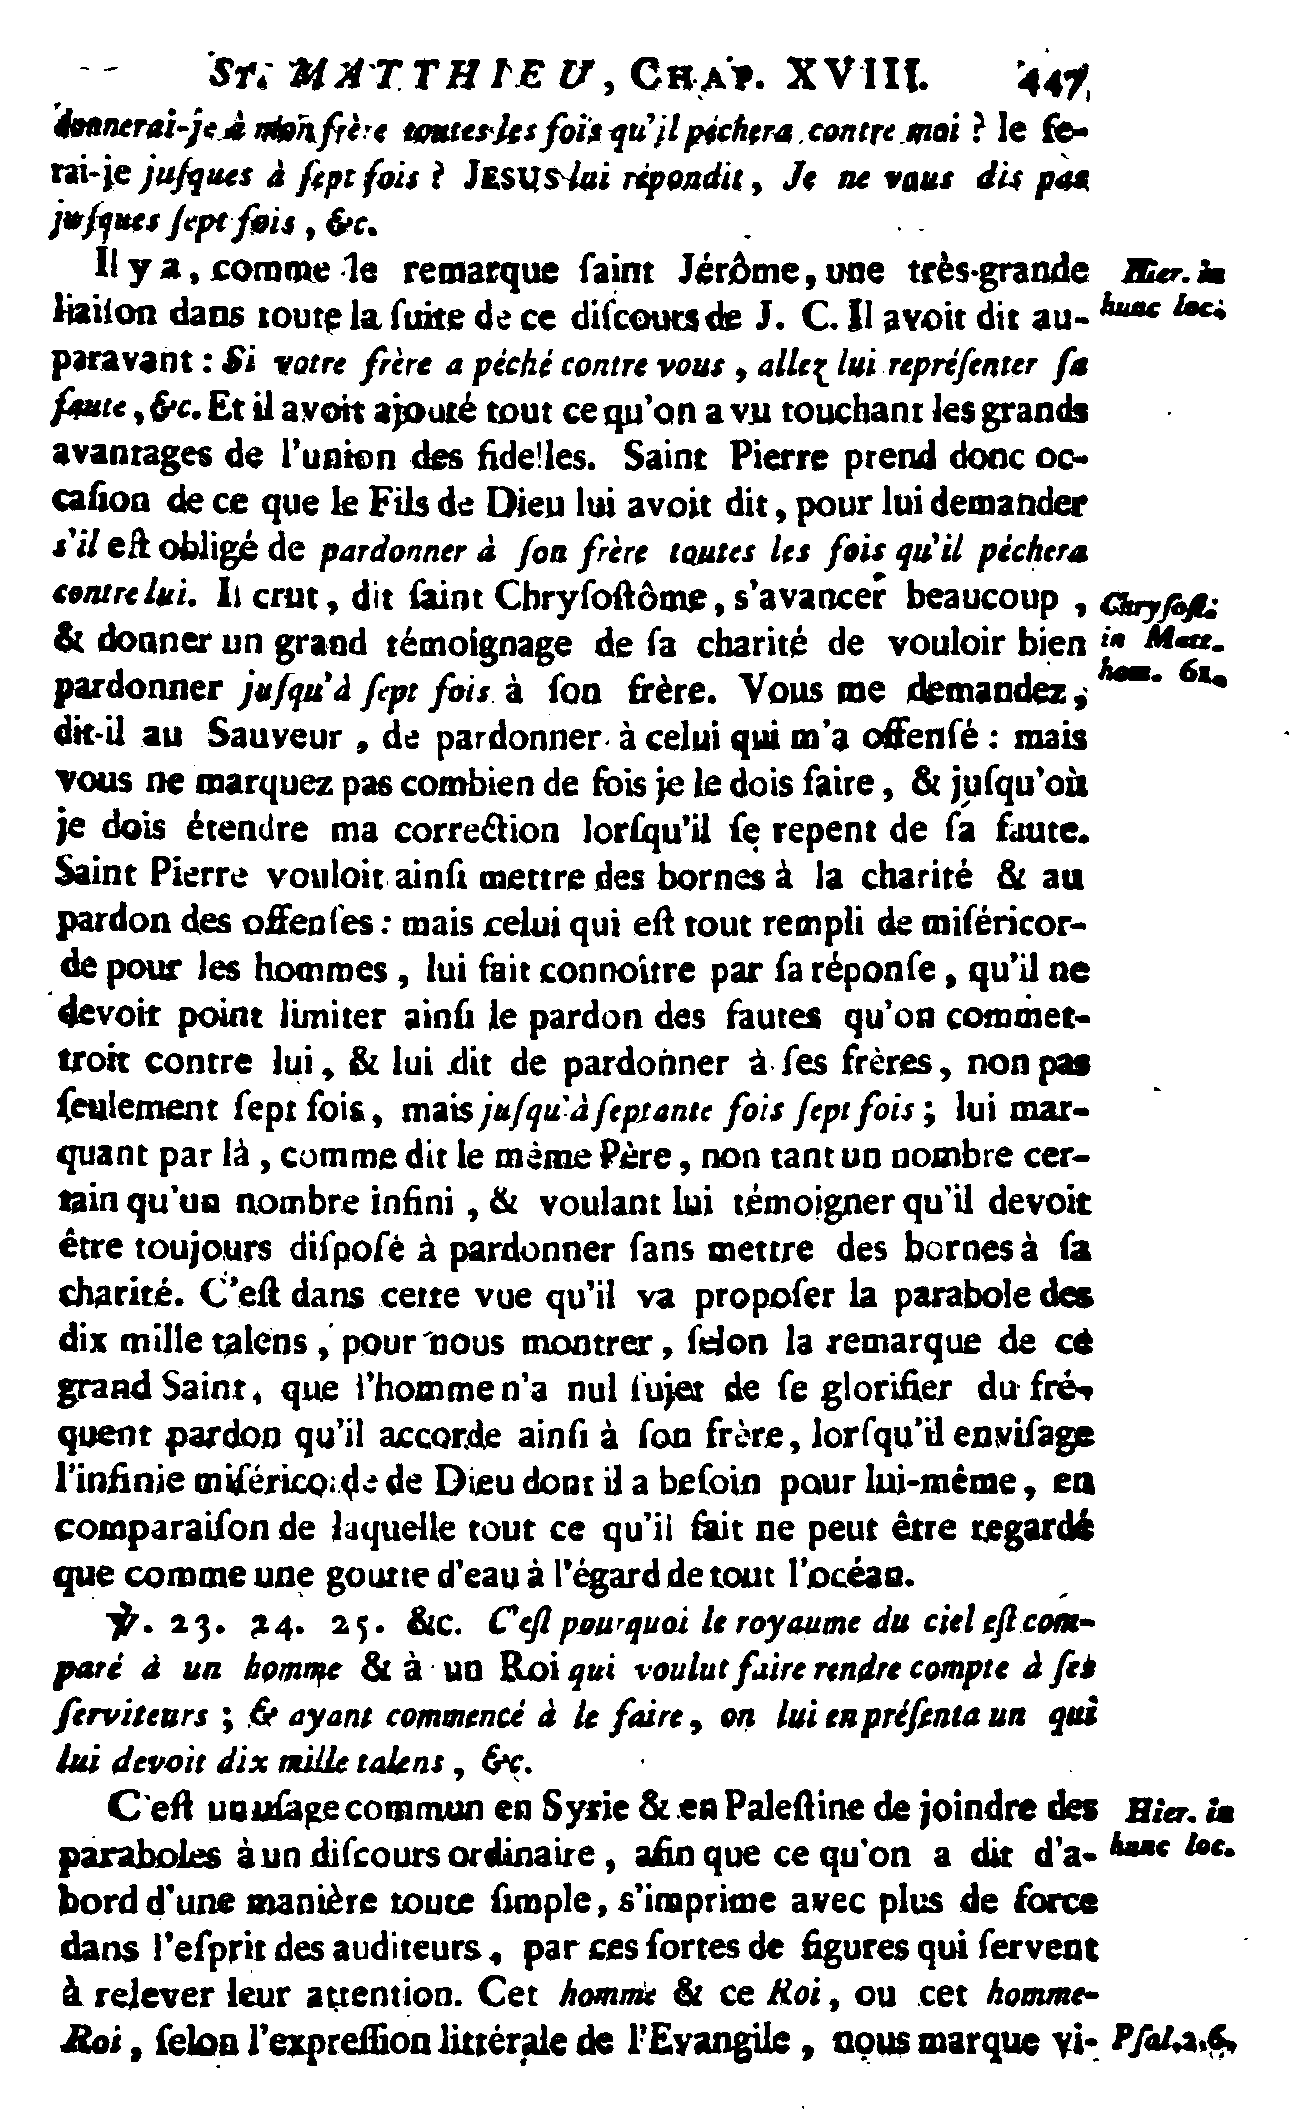 ST. MATTHIEU, CHAP. XVIII. 447
donnerai-je à mon frère toutes les fois qu'il péchera contre moi ? le fe-
rai-je juſques à ſept fois ? JESUS lui répondit, Je ne vous dis pas
juſques ſept fois, &c.
Il y a, comme le remarque ſaint Jérôme, une très-grande
Hier. in
liaiſon dans toute la ſuite de ce diſcours de J. C. Il avoit dit au-
hunc loc.
paravant : Si votre frère a péché contre vous, allez lui repréſenter ſa
faute, &c. Et il avoit ajouté tout ce qu'on a vu touchant les grands
avantages de l'union des fidelles. Saint Pierre prend donc oc-
caſion de ce que le Fils de Dieu lui avoit dit, pour lui demander
s'il eſt obligé de pardonner à ſon frère toutes les fois qu'il péchera
contre lui. Il crut, dit ſaint Chryſoſtôme, s'avancer beaucoup,
Chryſoſt.
& donner un grand témoignage de ſa charité de vouloir bien
in Matt.
pardonner juſqu'à ſept fois à ſon frère. Vous me demandez,
hom. 61.
dit-il au Sauveur, de pardonner à celui qui m'a offenſé : mais
vous ne marquez pas combien de fois je le dois faire, & juſqu'où
je dois étendre ma correction lorſqu'il ſe repent de ſa faute.
Saint Pierre vouloit ainſi mettre des bornes à la charité & au
pardon des offenſes : mais celui qui eſt tout rempli de miſéricor-
de pour les hommes, lui fait connoître par ſa réponſe, qu'il ne
devoit point limiter ainſi le pardon des fautes qu'on commet-
troit contre lui, & lui dit de pardonner à ſes frères, non pas
ſeulement ſept fois, mais juſqu'à ſeptante fois ſept fois ; lui mar-
quant par là, comme dit le même Père, non tant un nombre cer-
tain qu'un nombre infini, & voulant lui témoigner qu'il devoit
être toujours diſpoſé à pardonner ſans mettre des bornes à ſa
charité. C'eſt dans cette vue qu'il va propoſer la parabole des
dix mille talens, pour nous montrer, ſelon la remarque de ce
grand Saint, que l'homme n'a nul ſujet de ſe glorifier du fré-
quent pardon qu'il accorde ainſi à ſon frère, lorſqu'il enviſage
l'infinie miſéricorde de Dieu dont il a beſoin pour lui-même, en
comparaiſon de laquelle tout ce qu'il fait ne peut être regardé
que comme une goutte d'eau à l'égard de tout l'océan.
℣. 23. 24. 25. &c. C'eſt pourquoi le royaume du ciel eſt com-
paré à un homme & à un Roi qui voulut faire rendre compte à ſes
ſerviteurs ; & ayant commencé à le faire, on lui en préſenta un qui
lui devoit dix mille talens, &c.
C'eſt un uſage commun en Syrie & en Paleſtine de joindre des
Hier. in
paraboles à un diſcours ordinaire, afin que ce qu'on a dit d'a-
hunc loc.
bord d'une manière toute ſimple, s'imprime avec plus de force
dans l'eſprit des auditeurs, par ces ſortes de figures qui ſervent
à relever leur attention. Cet homme & ce Roi, ou cet homme-
Roi, ſelon l'expreſſion littérale de l'Evangile, nous marque vi-
Pſal. 2. 6.